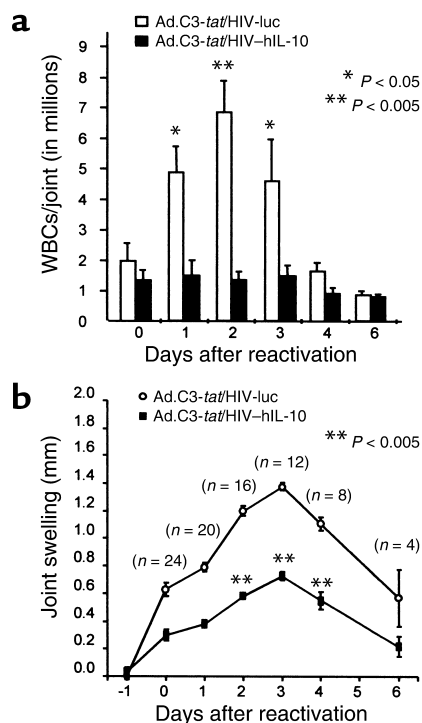 a
Ad.C3-tat/HIV-luc
Ad.C3-tat/HIV–hIL-10
* P < 0.05
** P < 0.005
WBCs/joint (in millions)
9
8
7
6
5
4
3
2
1
0
*
**
*
0 1 2 3 4 6
Days after reactivation
b
Ad.C3-tat/HIV-luc
Ad.C3-tat/HIV–hIL-10
** P < 0.005
Joint swelling (mm)
2.0
1.8
1.6
1.4
1.2
1.0
0.8
0.6
0.4
0.2
0.0
(n = 24)
(n = 20)
(n = 16)
(n = 12)
(n = 8)
(n = 4)
** ** **
-1 0 1 2 3 4 5 6
Days after reactivation